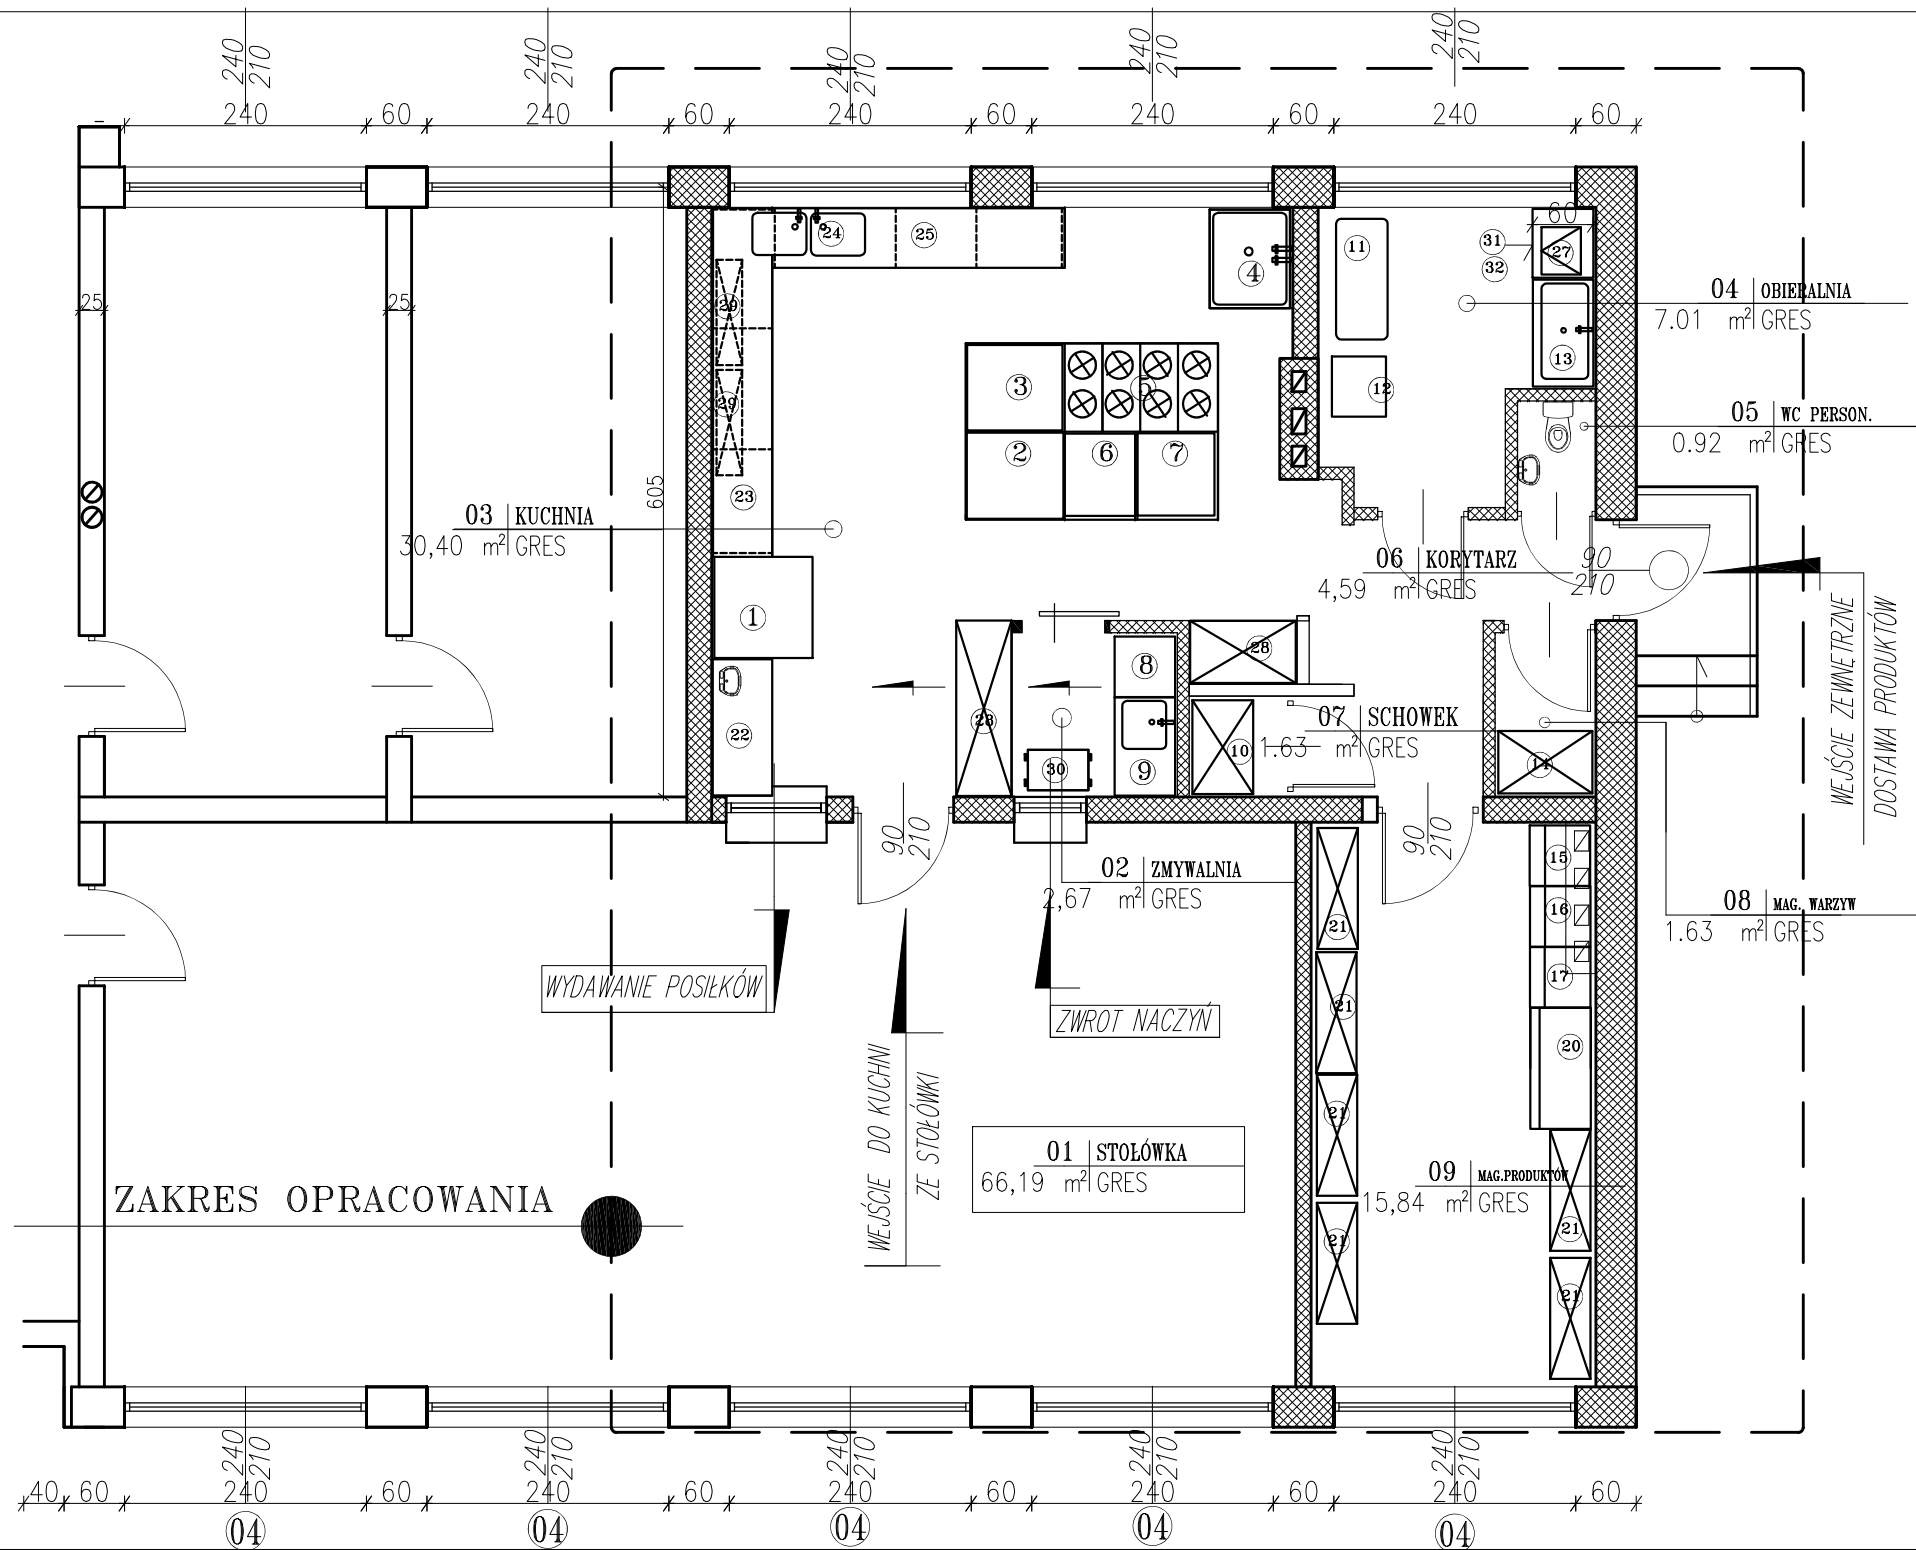 240 240 240 240 240
210 210 210 210 210
240 60 240 60 240 60 240 60 240 60
60
24 25 4 11 31 27
32
25 25 29 13
04 OBIERALNIA
7.01 m² GRES
3 5 12
29
05 WC PERSON.
0.92 m² GRES
2 6 7
23
605
03 KUCHNIA
30,40 m² GRES
06 KORYTARZ
4,59 m² GRES
90
210
1
8 28
22 28 30 9 10
07 SCHOWEK
1.63 m² GRES
14
WEJŚCIE ZEWNETRZNE
DOSTAWA PRODUKTÓW
90
210
90
210
02 ZMYWALNIA
2,67 m² GRES
15
16
17
20
08 MAG. WARZYW
1.63 m² GRES
21
21
21
21
21
21
WYDAWANIE POSIŁKÓW
ZWROT NACZYŃ
WEJŚCIE DO KUCHNI
ZE STOŁÓWKI
01 STOŁÓWKA
66,19 m² GRES
09 MAG.PRODUKTÓW
15,84 m² GRES
ZAKRES OPRACOWANIA
240 240 240 240 240
210 210 210 210 210
40 60 240 60 240 60 240 60 240 60 240 60
04 04 04 04 04